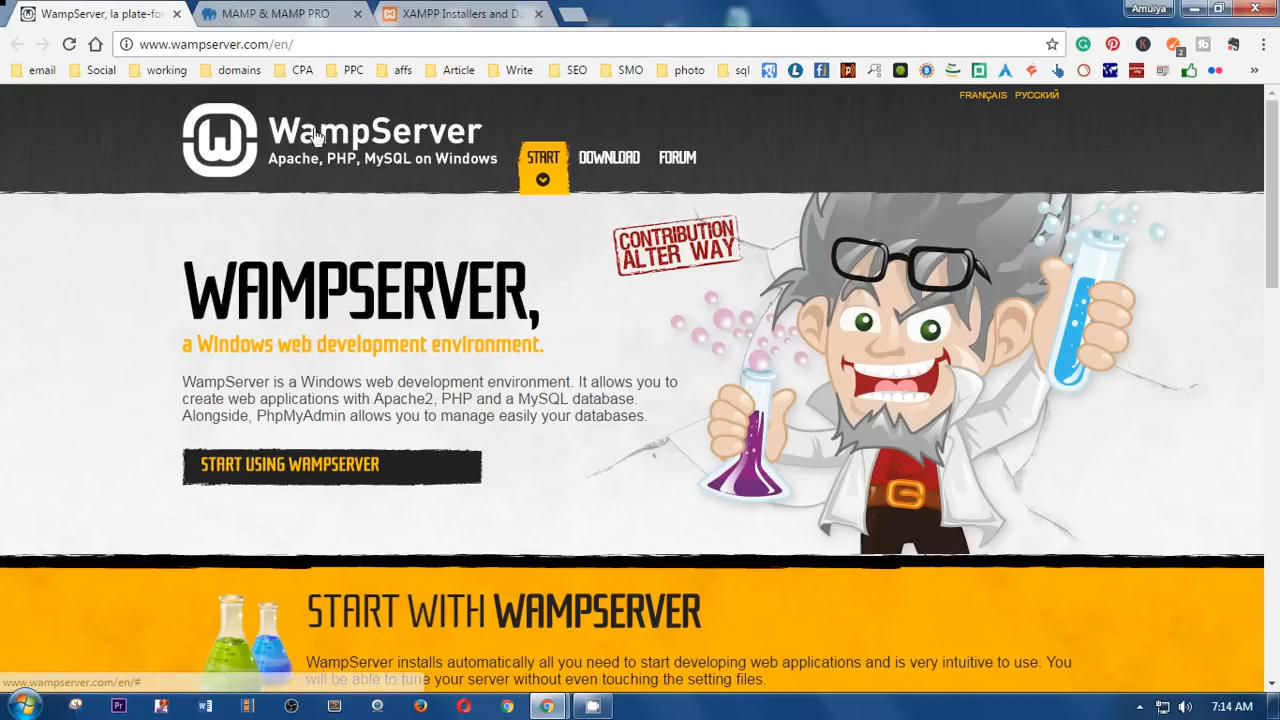 WampServer, la plate-for
MAMP & MAMP PRO
XAMPP Installers and Do
Amulya
www.wampserver.com/en/
email
Social
working
domains
CPA
PPC
affr
Article
Write
SEO
SMO
photo
sql
2
FRANÇAIS РУССКИЙ
WampServer
Apache, PHP, MySQL on Windows
START
DOWNLOAD
FORUM
CONTRIBUTION
ALTER WAY
WAMPSERVER,
a Windows web development environment.
WampServer is a Windows web development environment. It allows you to
create web applications with Apache2, PHP and a MySQL database.
Alongside, PhpMyAdmin allows you to manage easily your databases.
START USING WAMPSERVER
START WITH WAMPSERVER
WampServer installs automatically all you need to start developing web applications and is very intuitive to use. You
will be able to tune your server without even touching the setting files.
www.wampserver.com/en/#
7:14 AM